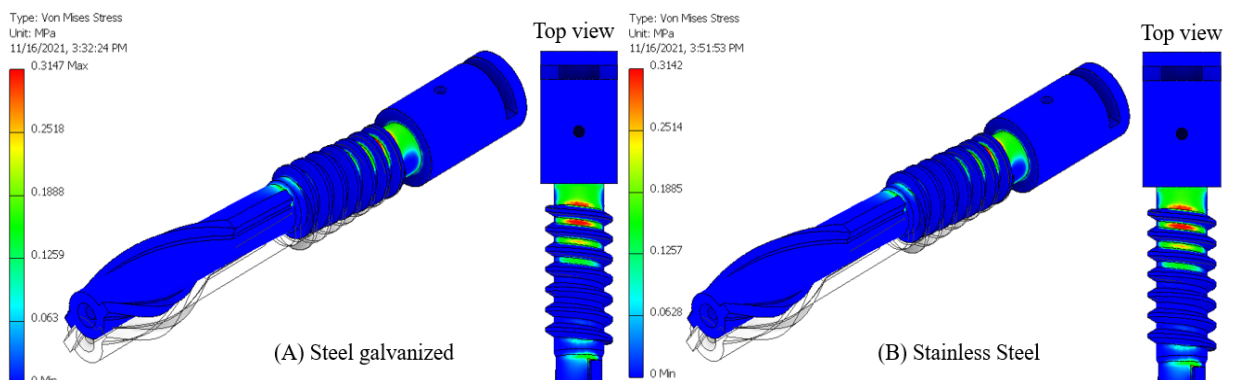 Type: Von Mises Stress
Unit: MPa
11/16/2021, 3:32:24 PM
0.3147 Max
0.2518
0.1888
0.1259
0.063
0 Min
Top view
(A) Steel galvanized
Type: Von Mises Stress
Unit: MPa
11/16/2021, 3:51:53 PM
0.3142
0.2514
0.1885
0.1257
0.0628
0 Min
Top view
(B) Stainless Steel